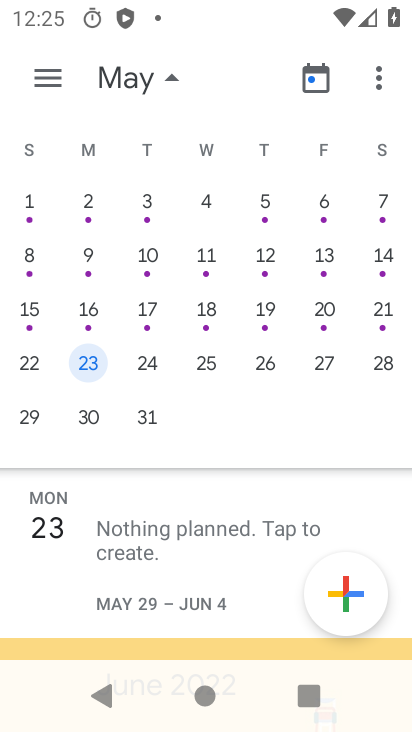 12:25
May
S M T W T F S
1 2 3 4 5 6 7
8 9 10 11 12 13 14
15 16 17 18 19 20 21
22 23 24 25 26 27 28
29 30 31
MON
23
Nothing planned. Tap to
create.
MAY 29 – JUN 4
June 2022